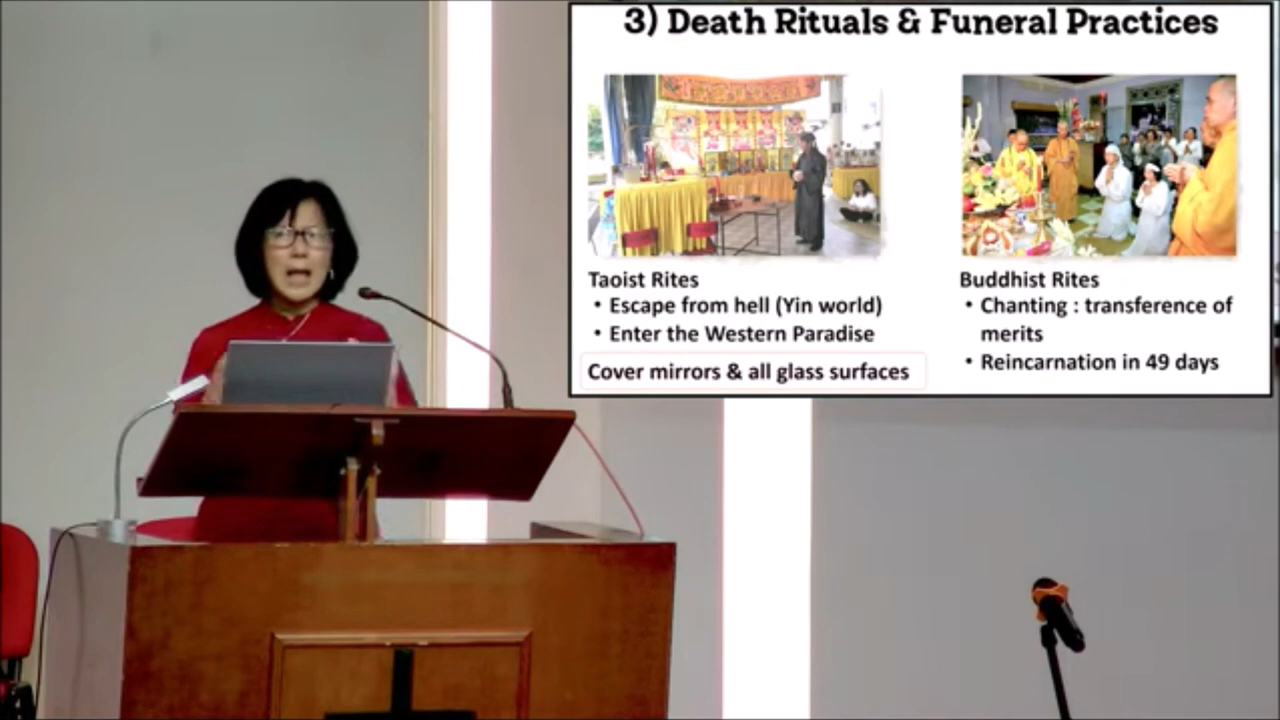 3) Death Rituals & Funeral Practices
Taoist Rites
• Escape from hell (Yin world)
• Enter the Western Paradise
Cover mirrors & all glass surfaces
Buddhist Rites
• Chanting : transference of
merits
• Reincarnation in 49 days